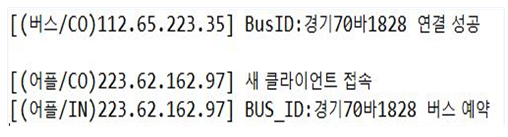 [(버스/CO)112.65.223.35] BusID:경기70바1828 연결 성공
[(어플/CO)223.62.162.97] 새 클라이언트 접속
[(어플/IN)223.62.162.97] BUS_ID:경기70바1828 버스 예약